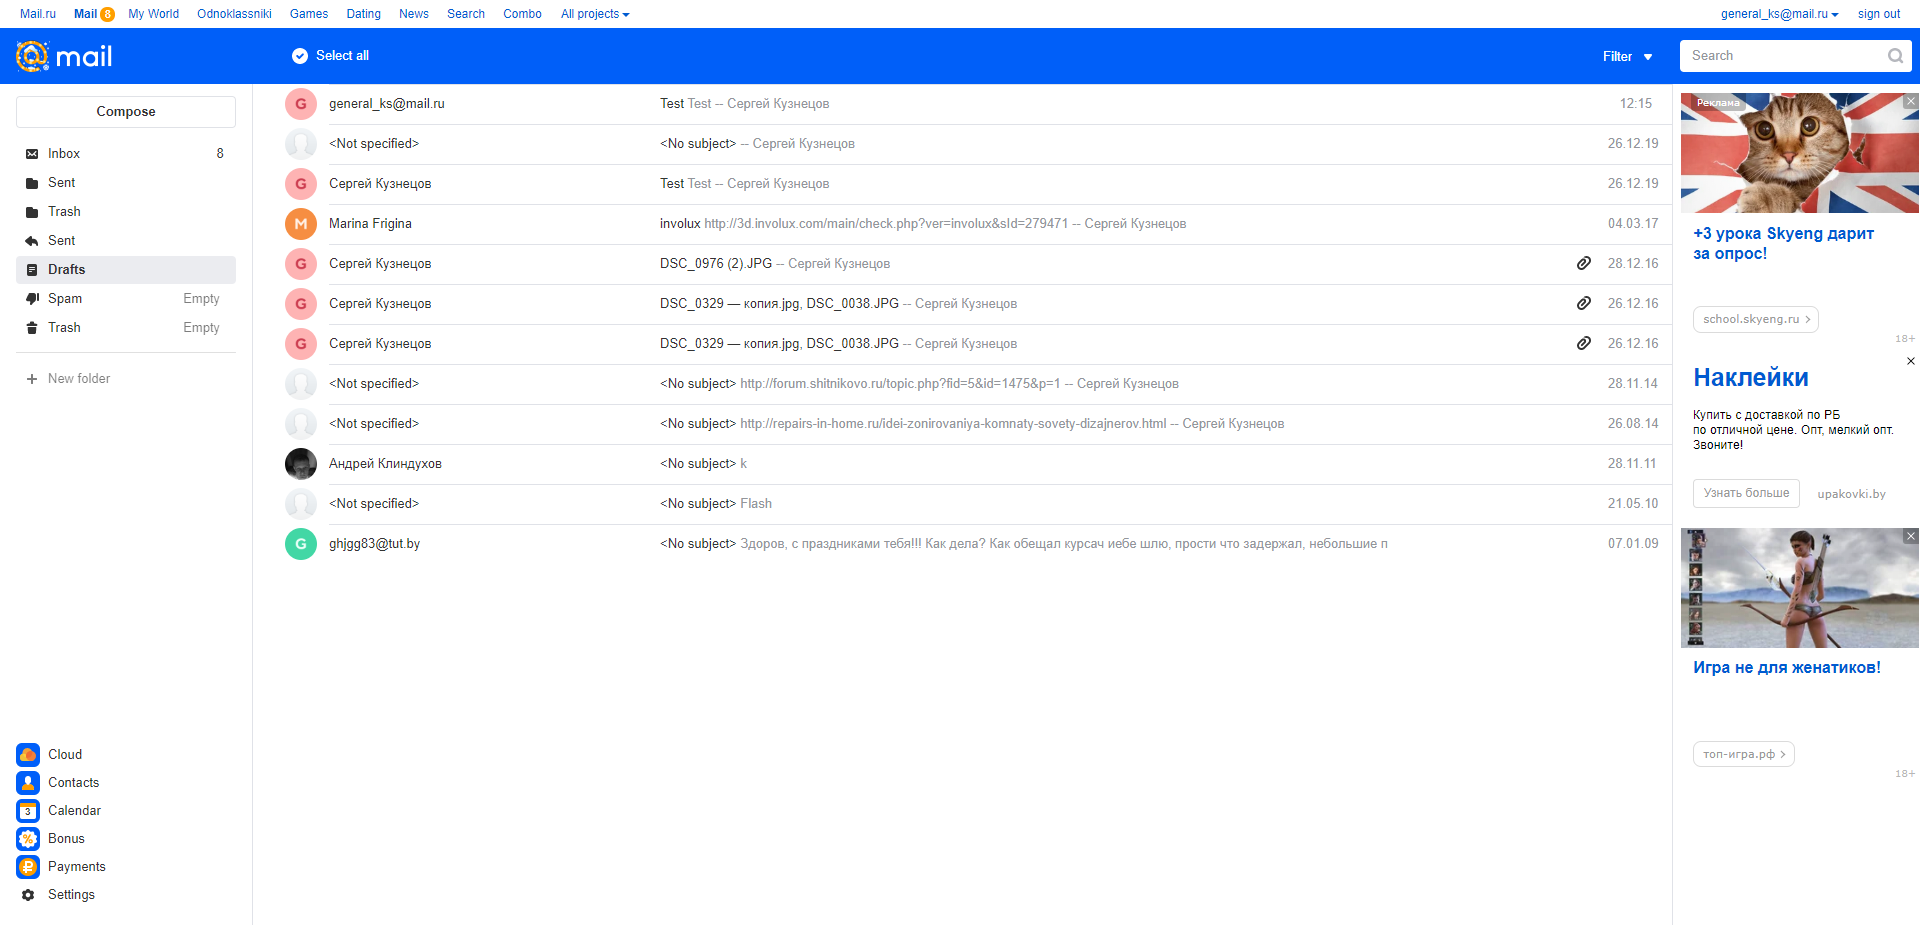 Mail.ru Mail 8 My World Odnoklassniki Games Dating News Search Combo All projects general_ks@mail.ru sign out
mail Select all Filter Search
Compose
Inbox 8
Sent
Trash
Sent
Drafts
Spam Empty
Trash Empty
New folder
Cloud
Contacts
3 Calendar
% Bonus
₽ Payments
Settings
G general_ks@mail.ru Test Test -- Сергей Кузнецов 12:15
<Not specified> <No subject> -- Сергей Кузнецов 26.12.19
G Сергей Кузнецов Test Test -- Сергей Кузнецов 26.12.19
M Marina Frigina involux http://3d.involux.com/main/check.php?ver=involux&sId=279471 -- Сергей Кузнецов 04.03.17
G Сергей Кузнецов DSC_0976 (2).JPG -- Сергей Кузнецов 28.12.16
G Сергей Кузнецов DSC_0329 — копия.jpg, DSC_0038.JPG -- Сергей Кузнецов 26.12.16
G Сергей Кузнецов DSC_0329 — копия.jpg, DSC_0038.JPG -- Сергей Кузнецов 26.12.16
<Not specified> <No subject> http://forum.shitnikovo.ru/topic.php?fid=5&id=1475&p=1 -- Сергей Кузнецов 28.11.14
<Not specified> <No subject> http://repairs-in-home.ru/idei-zonirovaniya-komnaty-sovety-dizajnerov.html -- Сергей Кузнецов 26.08.14
Андрей Клиндухов <No subject> k 28.11.11
<Not specified> <No subject> Flash 21.05.10
G ghjgg83@tut.by <No subject> Здоров, с праздниками тебя!!! Как дела? Как обещал курсач иебе шлю, прости что задержал, небольшие п 07.01.09
Реклама
+3 урока Skyeng дарит
за опрос!
school.skyeng.ru
18+
Наклейки
Купить с доставкой по РБ
по отличной цене. Опт, мелкий опт.
Звоните!
Узнать больше upakovki.by
Игра не для женатиков!
топ-игра.рф
18+